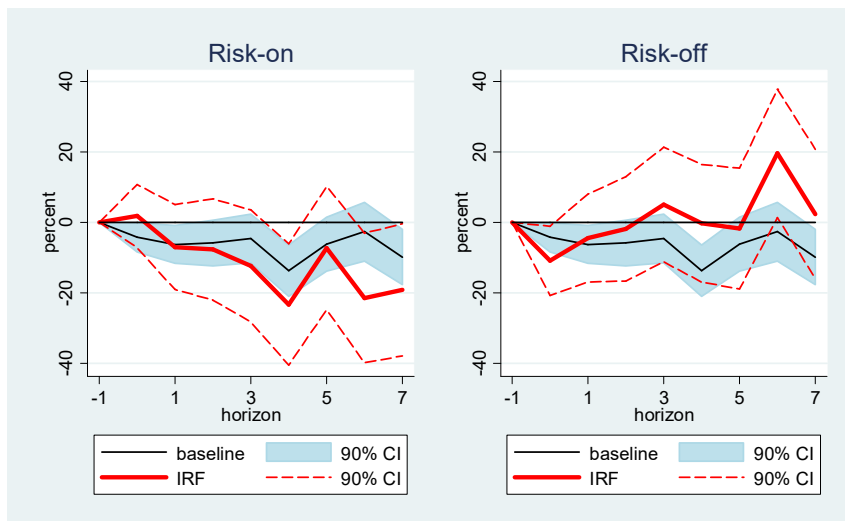 Risk-on
percent
40
20
0
-20
-40
-1
1
3
5
7
horizon
baseline
90% CI
IRF
90% CI
Risk-off
percent
40
20
0
-20
-40
-1
1
3
5
7
horizon
baseline
90% CI
IRF
90% CI